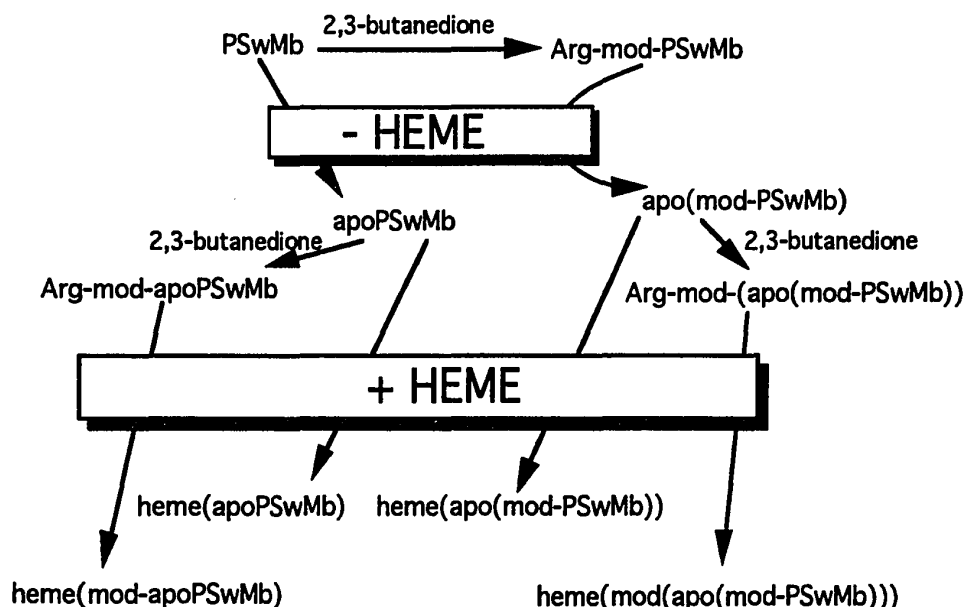 2,3-butanedione
PSwMb
Arg-mod-PSwMb
- HEME
apo(mod-PSwMb)
apoPSwMb
2,3-butanedione
2,3-butanedione
Arg-mod-apoPSwMb
Arg-mod-(apo(mod-PSwMb))
+ HEME
heme(apoPSwMb)
heme(apo(mod-PSwMb))
heme(mod-apoPSwMb)
heme(mod(apo(mod-PSwMb)))